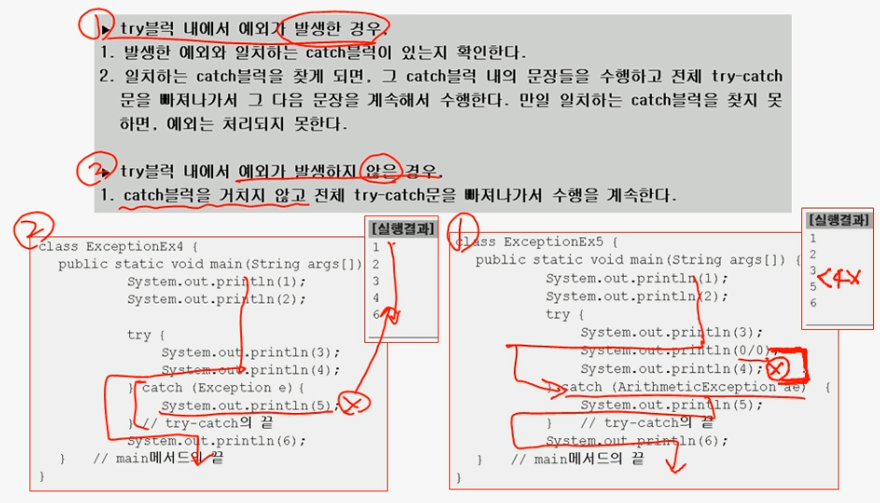 ①
▶ try블럭 내에서 예외가 발생한 경우,
1. 발생한 예외와 일치하는 catch블럭이 있는지 확인한다.
2. 일치하는 catch블럭을 찾게 되면, 그 catch블럭 내의 문장들을 수행하고 전체 try-catch
문을 빠져나가서 그 다음 문장을 계속해서 수행한다. 만일 일치하는 catch블럭을 찾지 못
하면, 예외는 처리되지 못한다.
②
▶ try블럭 내에서 예외가 발생하지 않은 경우,
1. catch블럭을 거치지 않고 전체 try-catch문을 빠져나가서 수행을 계속한다.
②
class ExceptionEx4 {
public static void main(String args[])
System.out.println(1);
System.out.println(2);
try {
System.out.println(3);
System.out.println(4);
} catch (Exception e) {
System.out.println(5);
X
} // try-catch의 끝
System.out.println(6);
} // main메서드의 끝
}
[실행결과]
1
2
3
4
6
①
class ExceptionEx5 {
public static void main(String args[]) {
System.out.println(1);
System.out.println(2);
try {
System.out.println(3);
System.out.println(0/0);
System.out.println(4);
X
} catch (ArithmeticException ae) {
System.out.println(5);
} // try-catch의 끝
System.out.println(6);
} // main메서드의 끝
}
[실행결과]
1
2
3
<4X
5
6